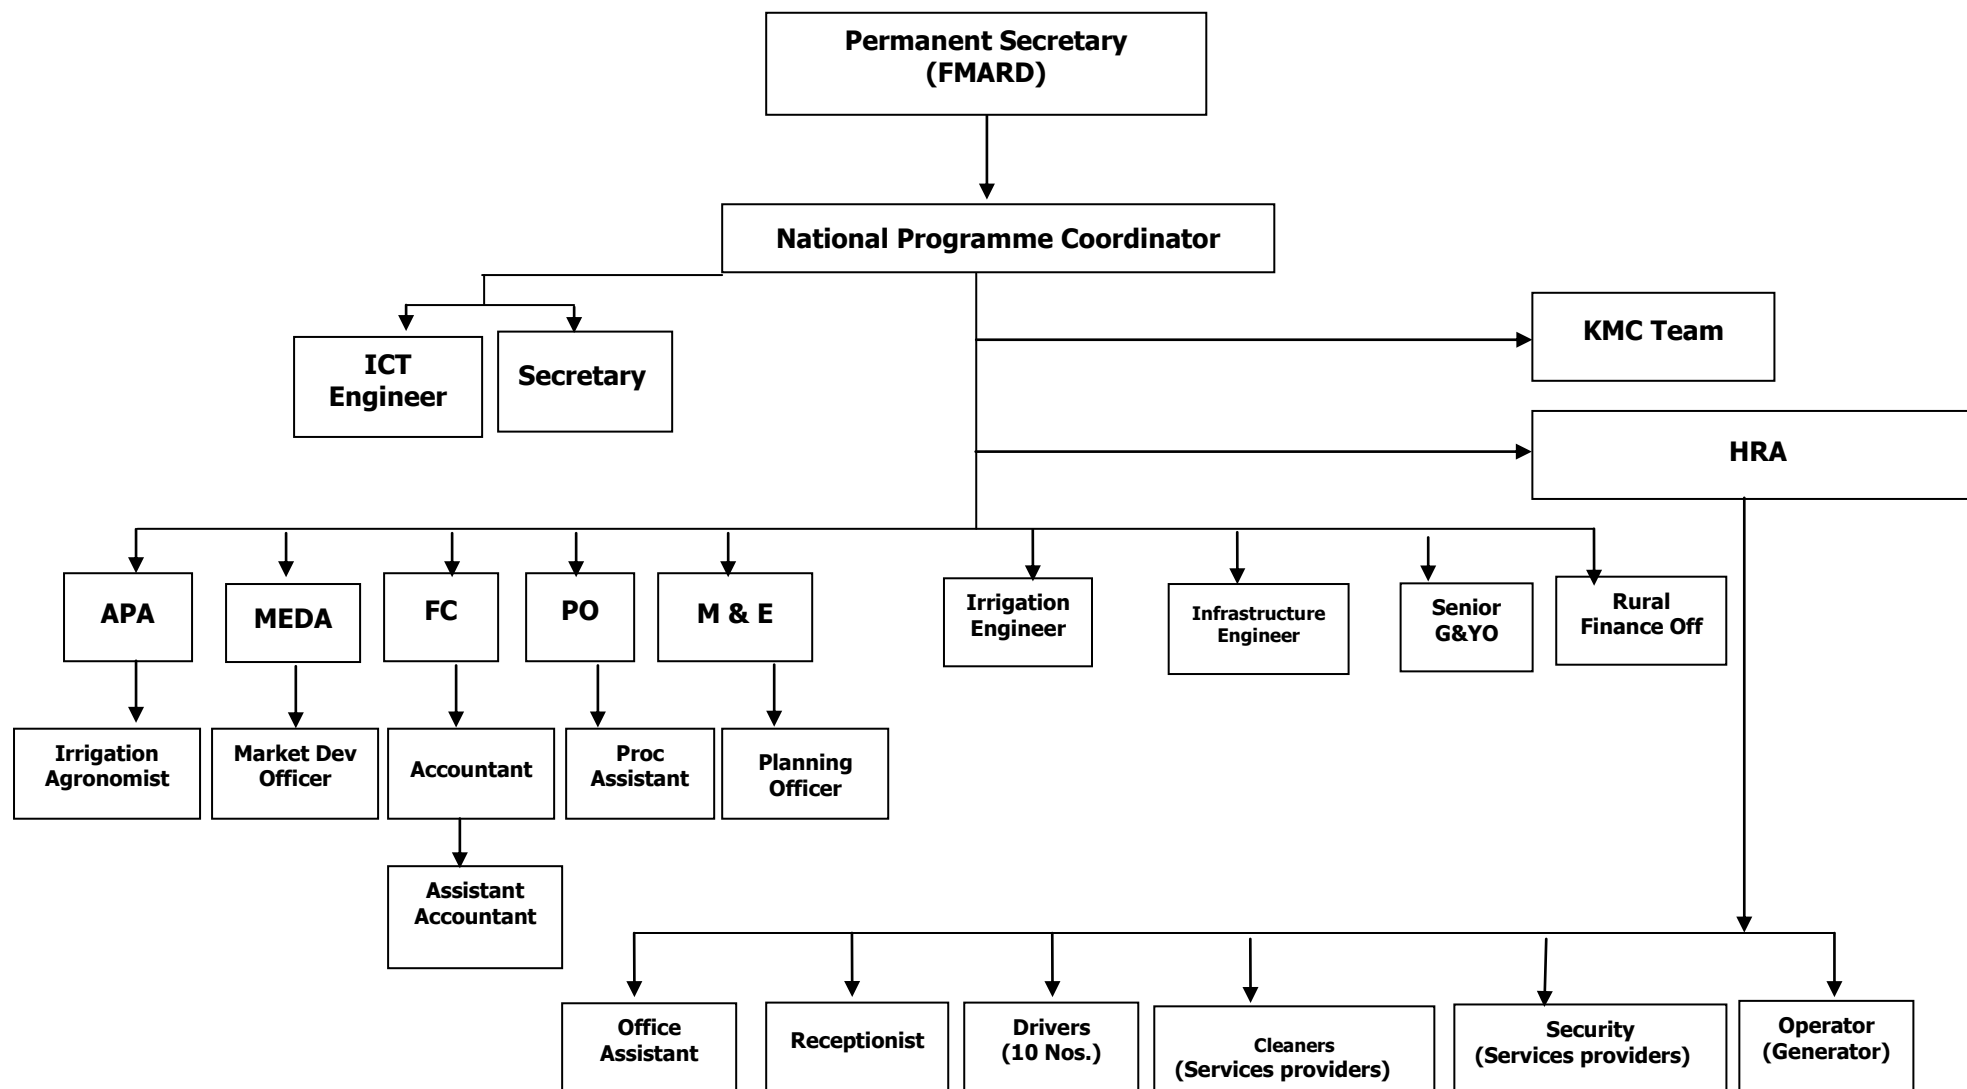 Permanent Secretary
(FMARD)
National Programme Coordinator
KMC Team
ICT
Engineer
Secretary
HRA
APA
MEDA
FC
PO
M & E
Irrigation
Engineer
Infrastructure
Engineer
Senior
G&YO
Rural
Finance Off
Irrigation
Agronomist
Market Dev
Officer
Accountant
Proc
Assistant
Planning
Officer
Assistant
Accountant
Office
Assistant
Receptionist
Drivers
(10 Nos.)
Cleaners
(Services providers)
Security
(Services providers)
Operator
(Generator)